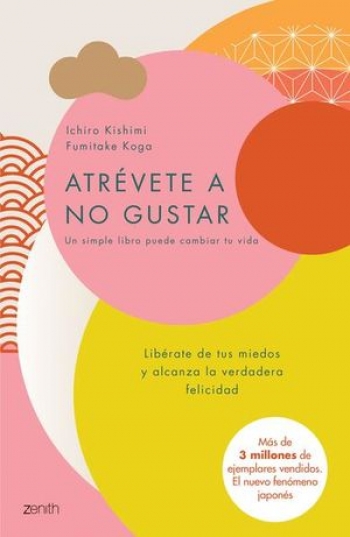 Ichiro Kishimi
Fumitake Koga
ATRÉVETE A
NO GUSTAR
Un simple libro puede cambiar tu vida
Libérate de tus miedos
y alcanza la verdadera
felicidad
Más de
3 millones de
ejemplares vendidos.
El nuevo fenómeno
japonés
zenith